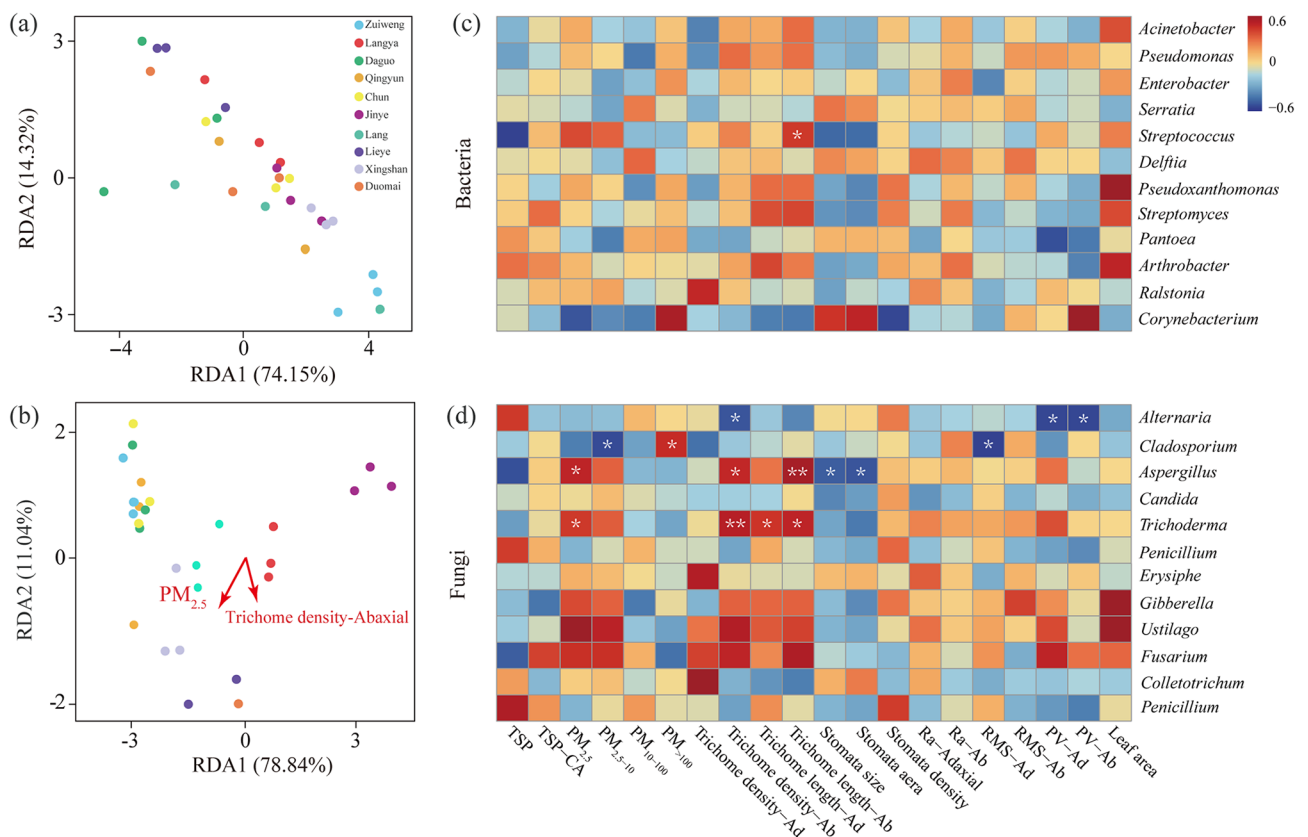 (a)
3
0
-3
RDA2 (14.32%)
−4
0
4
RDA1 (74.15%)
Zuiweng
Langya
Daguo
Qingyun
Chun
Jinye
Lang
Lieye
Xingshan
Duomai
(b)
2
0
-2
RDA2 (11.04%)
PM2.5
Trichome density-Abaxial
-3
0
3
RDA1 (78.84%)
(c)
Bacteria
*
Acinetobacter
Pseudomonas
Enterobacter
Serratia
Streptococcus
Delftia
Pseudoxanthomonas
Streptomyces
Pantoea
Arthrobacter
Ralstonia
Corynebacterium
0.6
0
−0.6
(d)
Fungi
* * *
* * *
* * ** * *
* ** * *
Alternaria
Cladosporium
Aspergillus
Candida
Trichoderma
Penicillium
Erysiphe
Gibberella
Ustilago
Fusarium
Colletotrichum
Penicillium
TSP
TSP−CA
PM2.5
PM2.5−10
PM10−100
PM>100
Trichome density−Ad
Trichome density−Ab
Trichome length−Ad
Trichome length−Ab
Stomata size
Stomata aera
Stomata density
Ra−Adaxial
Ra−Ab
RMS−Ad
RMS−Ab
PV−Ad
PV−Ab
Leaf area